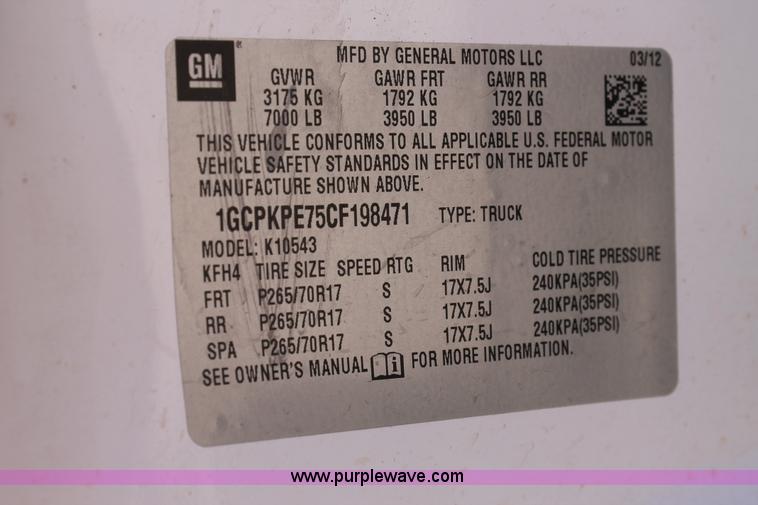 GM
MFD BY GENERAL MOTORS LLC 03/12
GVWR GAWR FRT GAWR RR
3175 KG 1792 KG 1792 KG
7000 LB 3950 LB 3950 LB
THIS VEHICLE CONFORMS TO ALL APPLICABLE U.S. FEDERAL MOTOR
VEHICLE SAFETY STANDARDS IN EFFECT ON THE DATE OF
MANUFACTURE SHOWN ABOVE.
1GCPKPE75CF198471 TYPE: TRUCK
MODEL: K10543
KFH4 TIRE SIZE SPEED RTG RIM COLD TIRE PRESSURE
FRT P265/70R17 S 17X7.5J 240KPA(35PSI)
RR P265/70R17 S 17X7.5J 240KPA(35PSI)
SPA P265/70R17 S 17X7.5J 240KPA(35PSI)
SEE OWNER'S MANUAL i FOR MORE INFORMATION.
www.purplewave.com